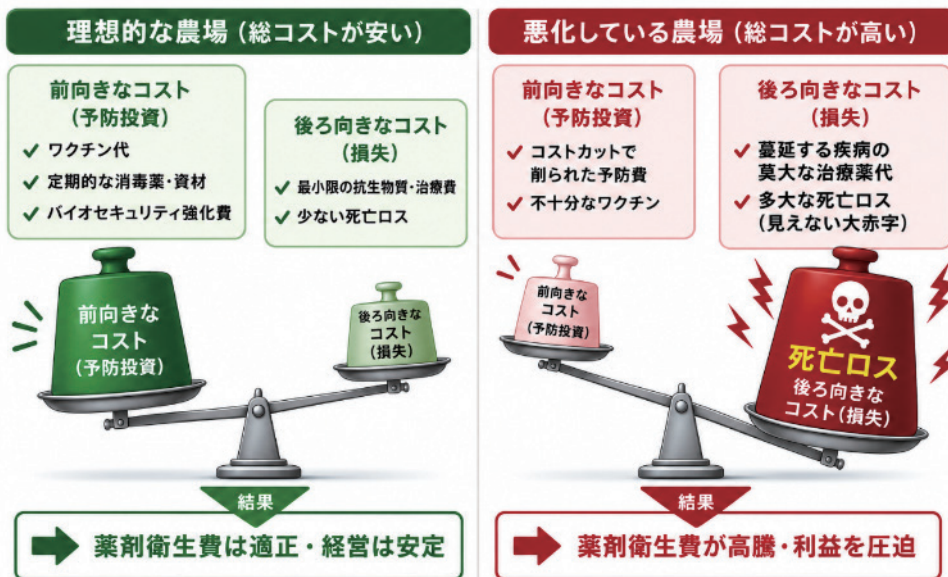 理想的な農場（総コストが安い）
前向きなコスト
（予防投資）
✓ ワクチン代
✓ 定期的な消毒薬・資材
✓ バイオセキュリティ強化費
後ろ向きなコスト
（損失）
✓ 最小限の抗生物質・治療費
✓ 少ない死亡ロス
前向きな
コスト
（予防投資）
後ろ向きな
コスト
（損失）
結果
薬剤衛生費は適正・経営は安定
悪化している農場（総コストが高い）
前向きなコスト
（予防投資）
✓ コストカットで
削られた予防費
✓ 不十分なワクチン
後ろ向きなコスト
（損失）
✓ 蔓延する疾病の
莫大な治療薬代
✓ 多大な死亡ロス
（見えない大赤字）
前向きな
コスト
（予防投資）
死亡ロス
後ろ向きな
コスト（損失）
結果
薬剤衛生費が高騰・利益を圧迫